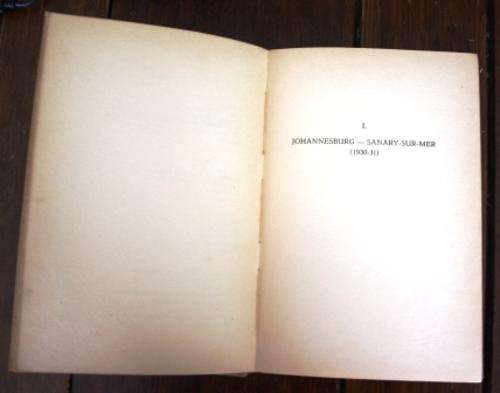 I.
JOHANNESBURG — SANARY-SUR-MER
(1930-31)